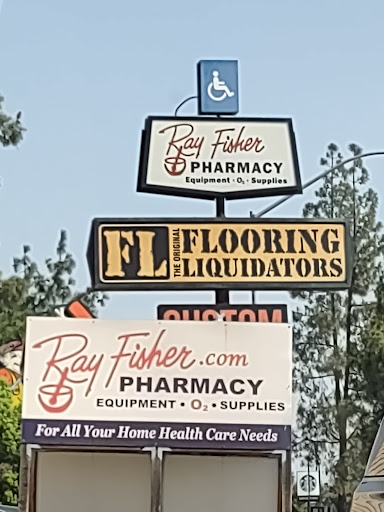 Ray Fisher
PHARMACY
Equipment • O₂ • Supplies
FL THE ORIGINAL FLOORING
LIQUIDATORS
CUSTOM
Ray Fisher.com
PHARMACY
EQUIPMENT • O₂ • SUPPLIES
For All Your Home Health Care Needs